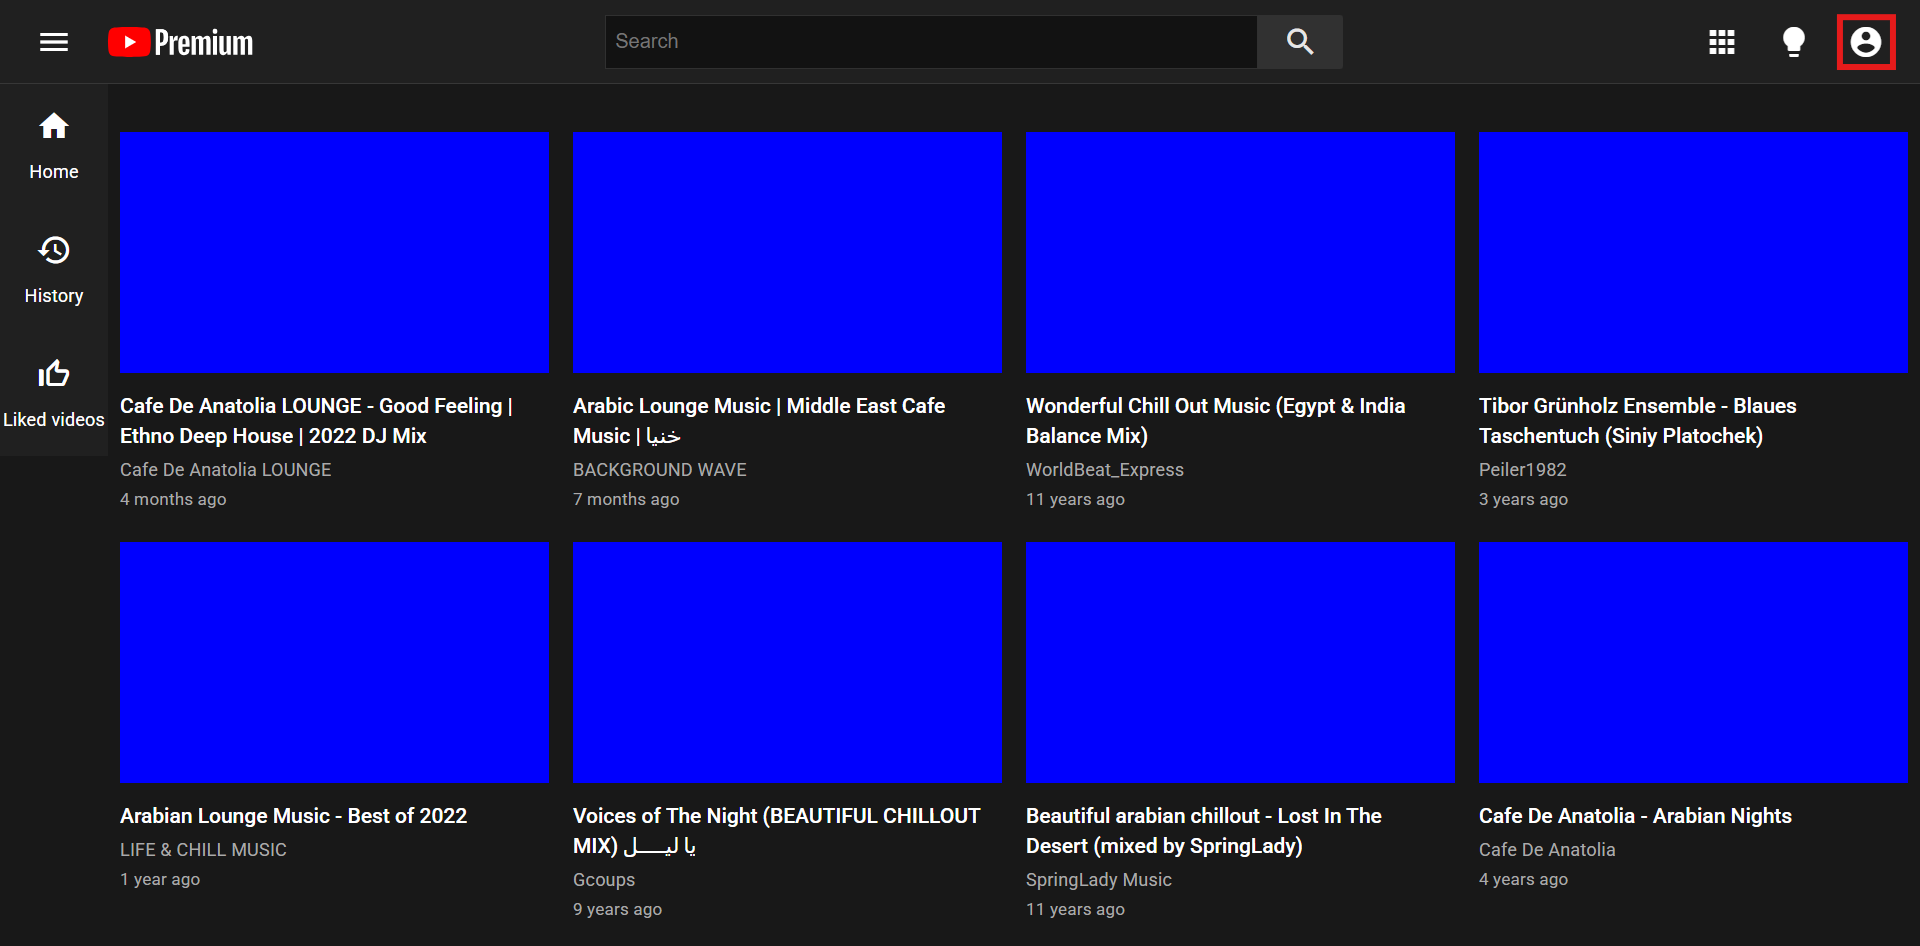 Premium
Search
Home
History
Liked videos
Cafe De Anatolia LOUNGE - Good Feeling |
Ethno Deep House | 2022 DJ Mix
Cafe De Anatolia LOUNGE
4 months ago
Arabic Lounge Music | Middle East Cafe
Music | خنيا
BACKGROUND WAVE
7 months ago
Wonderful Chill Out Music (Egypt & India
Balance Mix)
WorldBeat_Express
11 years ago
Tibor Grünholz Ensemble - Blaues
Taschentuch (Siniy Platochek)
Peiler1982
3 years ago
Arabian Lounge Music - Best of 2022
LIFE & CHILL MUSIC
1 year ago
Voices of The Night (BEAUTIFUL CHILLOUT
MIX) يا ليـــــل
Gcoups
9 years ago
Beautiful arabian chillout - Lost In The
Desert (mixed by SpringLady)
SpringLady Music
11 years ago
Cafe De Anatolia - Arabian Nights
Cafe De Anatolia
4 years ago